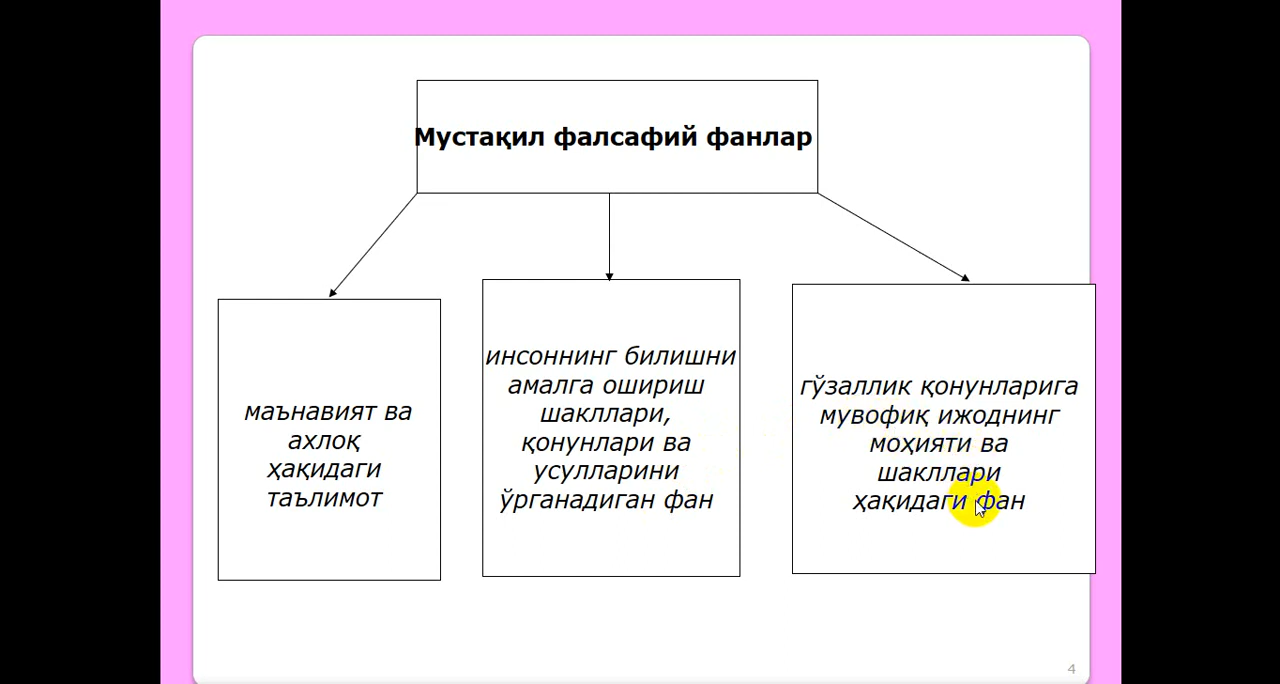 Мустақил фалсафий фанлар
маънавият ва
ахлоқ
ҳақидаги
таълимот
инсоннинг билишни
амалга ошириш
шакллари,
қонунлари ва
усулларини
ўрганадиган фан
гўзаллик қонунларига
мувофиқ ижоднинг
моҳияти ва
шакллари
ҳақидаги фан
4